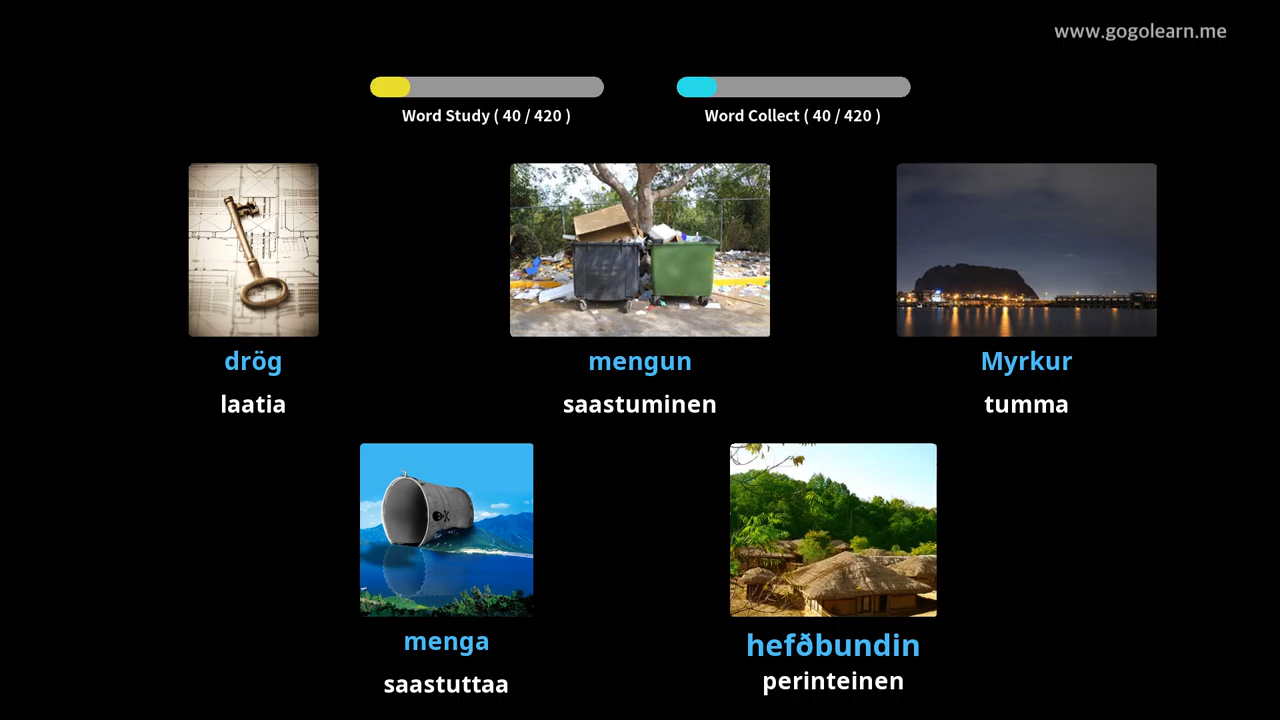 www.gogolearn.me
Word Study ( 40 / 420 )
Word Collect ( 40 / 420 )
drög
mengun
Myrkur
laatia
saastuminen
tumma
menga
hefðbundin
saastuttaa
perinteinen